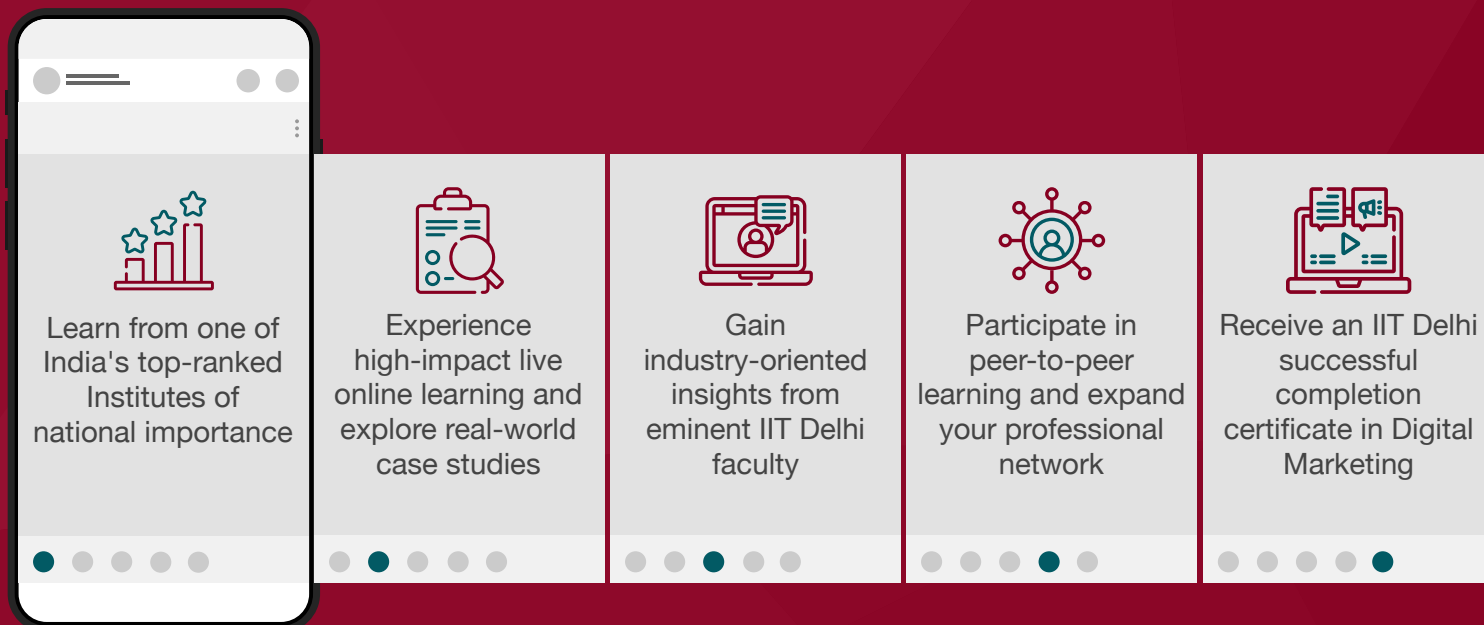 Learn from one of
India's top-ranked
Institutes of
national importance
Experience
high-impact live
online learning and
explore real-world
case studies
Gain
industry-oriented
insights from
eminent IIT Delhi
faculty
Participate in
peer-to-peer
learning and expand
your professional
network
Receive an IIT Delhi
successful
completion
certificate in Digital
Marketing